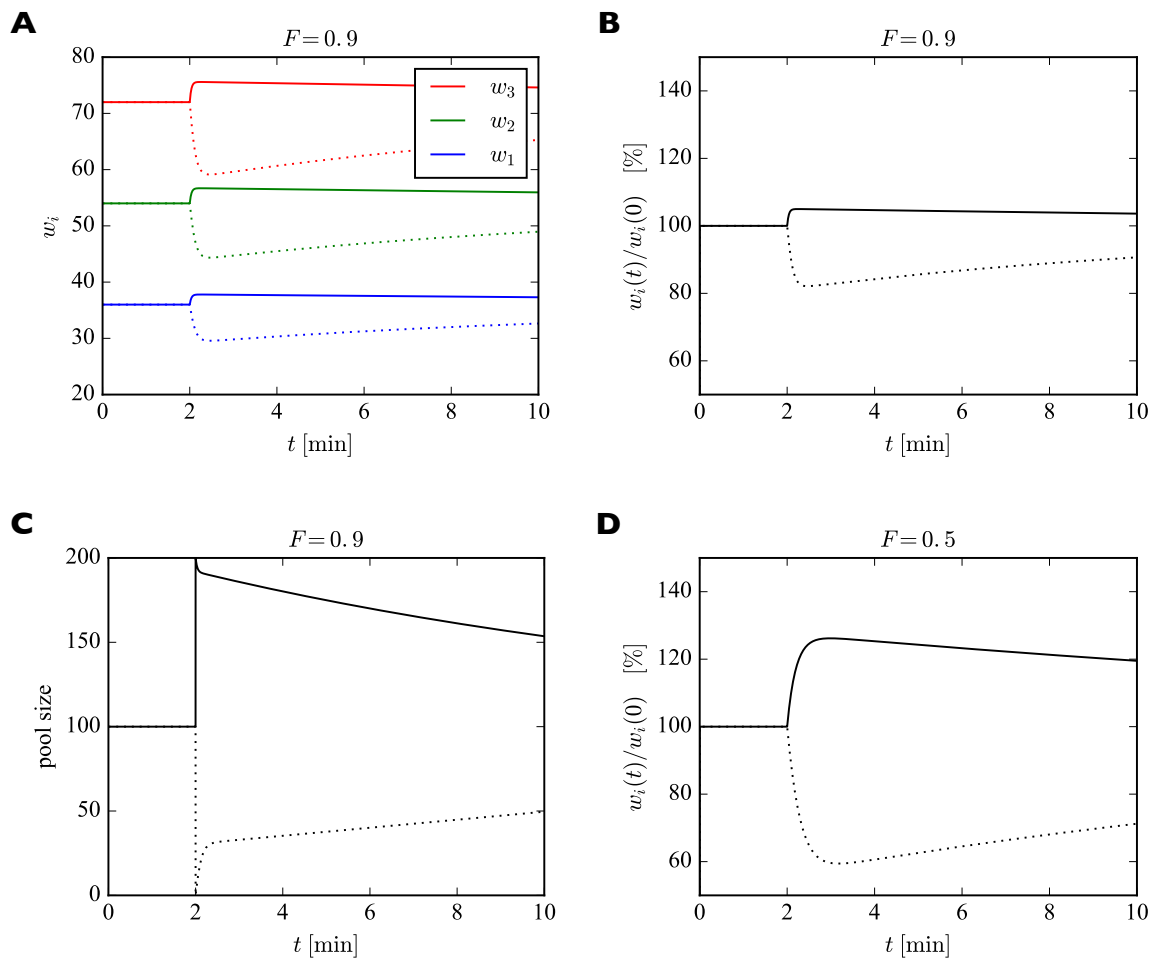 A
F = 0.9
80
70
60
50
40
30
20
w_i
w_3
w_2
w_1
0 2 4 6 8 10
t [min]
B
F = 0.9
140
120
100
80
60
w_i(t)/w_i(0) [%]
0 2 4 6 8 10
t [min]
C
F = 0.9
200
150
100
50
0
pool size
0 2 4 6 8 10
t [min]
D
F = 0.5
140
120
100
80
60
w_i(t)/w_i(0) [%]
0 2 4 6 8 10
t [min]